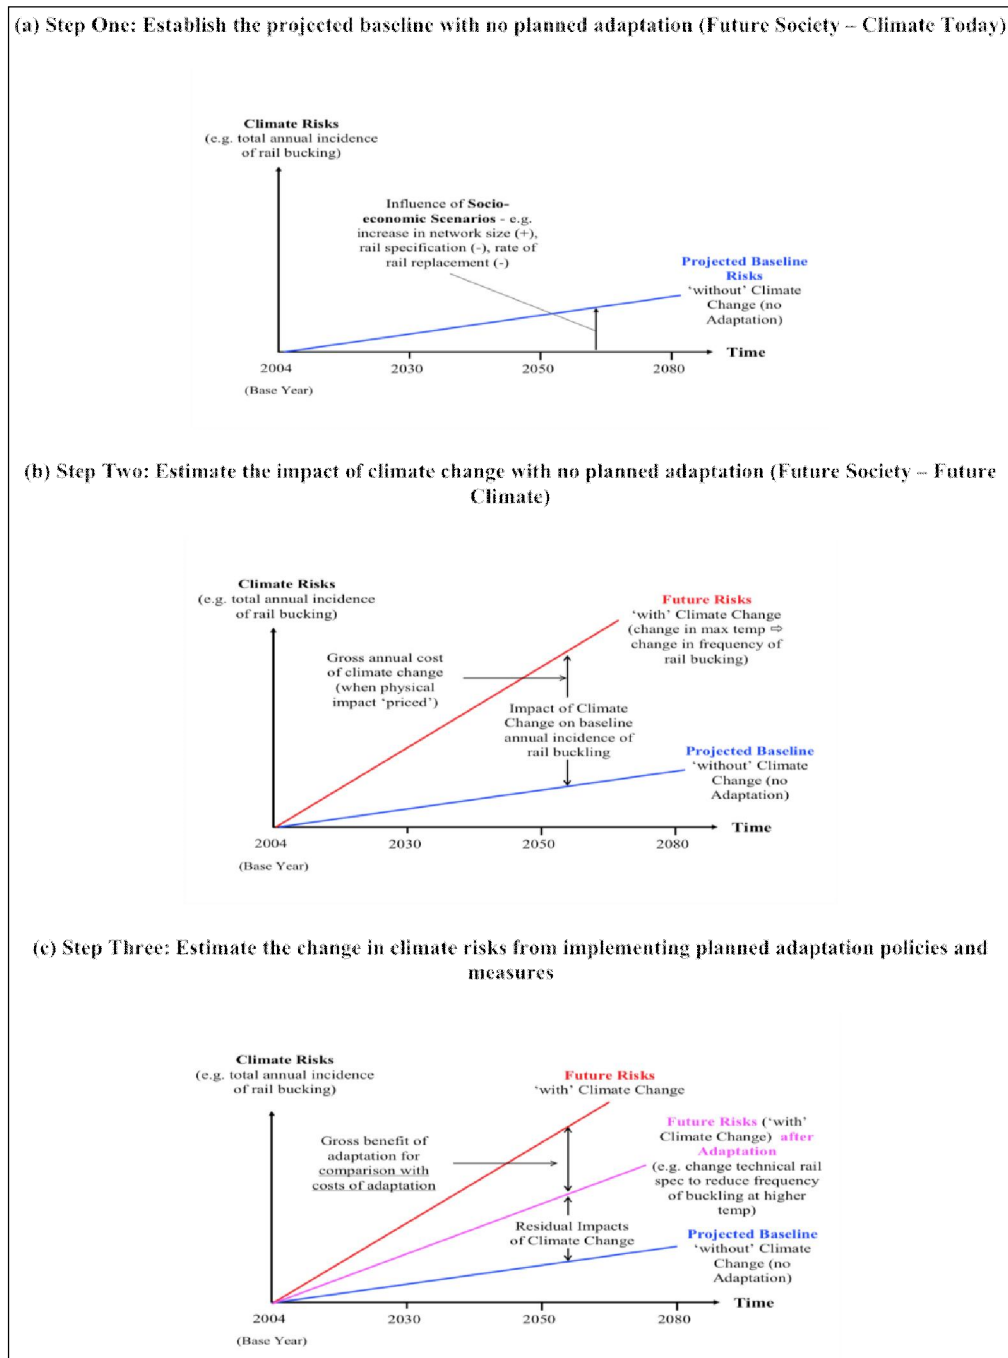 (a) Step One: Establish the projected baseline with no planned adaptation (Future Society – Climate Today)
Climate Risks
(e.g. total annual incidence
of rail bucking)
Influence of Socio-
economic Scenarios - e.g.
increase in network size (+),
rail specification (-), rate of
rail replacement (-)
Projected Baseline
Risks
'without' Climate
Change (no
Adaptation)
Time
2004
2030
2050
2080
(Base Year)
(b) Step Two: Estimate the impact of climate change with no planned adaptation (Future Society – Future
Climate)
Climate Risks
(e.g. total annual incidence
of rail bucking)
Future Risks
'with' Climate Change
(change in max temp ⇨
change in frequency of
rail bucking)
Gross annual cost
of climate change
(when physical
impact 'priced')
Impact of Climate
Change on baseline
annual incidence of
rail buckling
Projected Baseline
'without' Climate
Change (no
Adaptation)
Time
2004
2030
2050
2080
(Base Year)
(c) Step Three: Estimate the change in climate risks from implementing planned adaptation policies and
measures
Climate Risks
(e.g. total annual incidence
of rail bucking)
Future Risks
'with' Climate Change
Gross benefit of
adaptation for
comparison with
costs of adaptation
Future Risks ('with'
Climate Change) after
Adaptation
(e.g. change technical rail
spec to reduce frequency
of buckling at higher
temp)
Residual Impacts
of Climate Change
Projected Baseline
'without' Climate
Change (no
Adaptation)
Time
2004
2030
2050
2080
(Base Year)